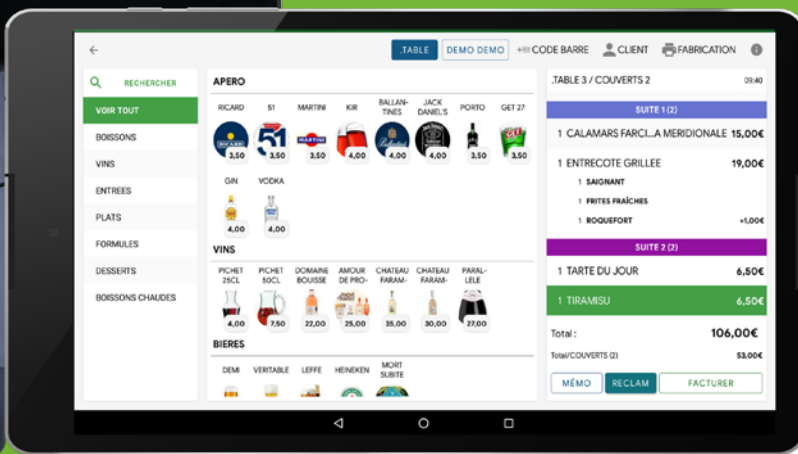 .TABLE
DEMO DEMO
CODE BARRE
CLIENT
FABRICATION
RECHERCHER
VOIR TOUT
BOISSONS
VINS
ENTREES
PLATS
FORMULES
DESSERTS
BOISSONS CHAUDES
APERO
RICARD 51 MARTINI KIR BALLAN-TINES JACK DANIEL'S PORTO GET 27
3,50 3,50 3,50 4,00 4,00 4,00 3,50 3,50
GIN VODKA
4,00 4,00
VINS
PICHET 25CL PICHET 50CL DOMAINE BOUISSE AMOUR DE PRO- CHATEAU FARAM- CHATEAU FARAM- PARAL-LELE
4,00 7,50 22,00 25,00 35,00 30,00 27,00
BIERES
DEMI VERITABLE LEFFE HEINEKEN MORT SUBITE
.TABLE 3 / COUVERTS 2 09:40
SUITE 1 (2)
1 CALAMARS FARCI...A MERIDIONALE 15,00€
1 ENTRECOTE GRILLEE 19,00€
1 SAIGNANT
1 FRITES FRAÎCHES
1 ROQUEFORT +1,00€
SUITE 2 (2)
1 TARTE DU JOUR 6,50€
1 TIRAMISU 6,50€
Total : 106,00€
Total/COUVERTS (2) 53,00€
MÉMO
RECLAM
FACTURER